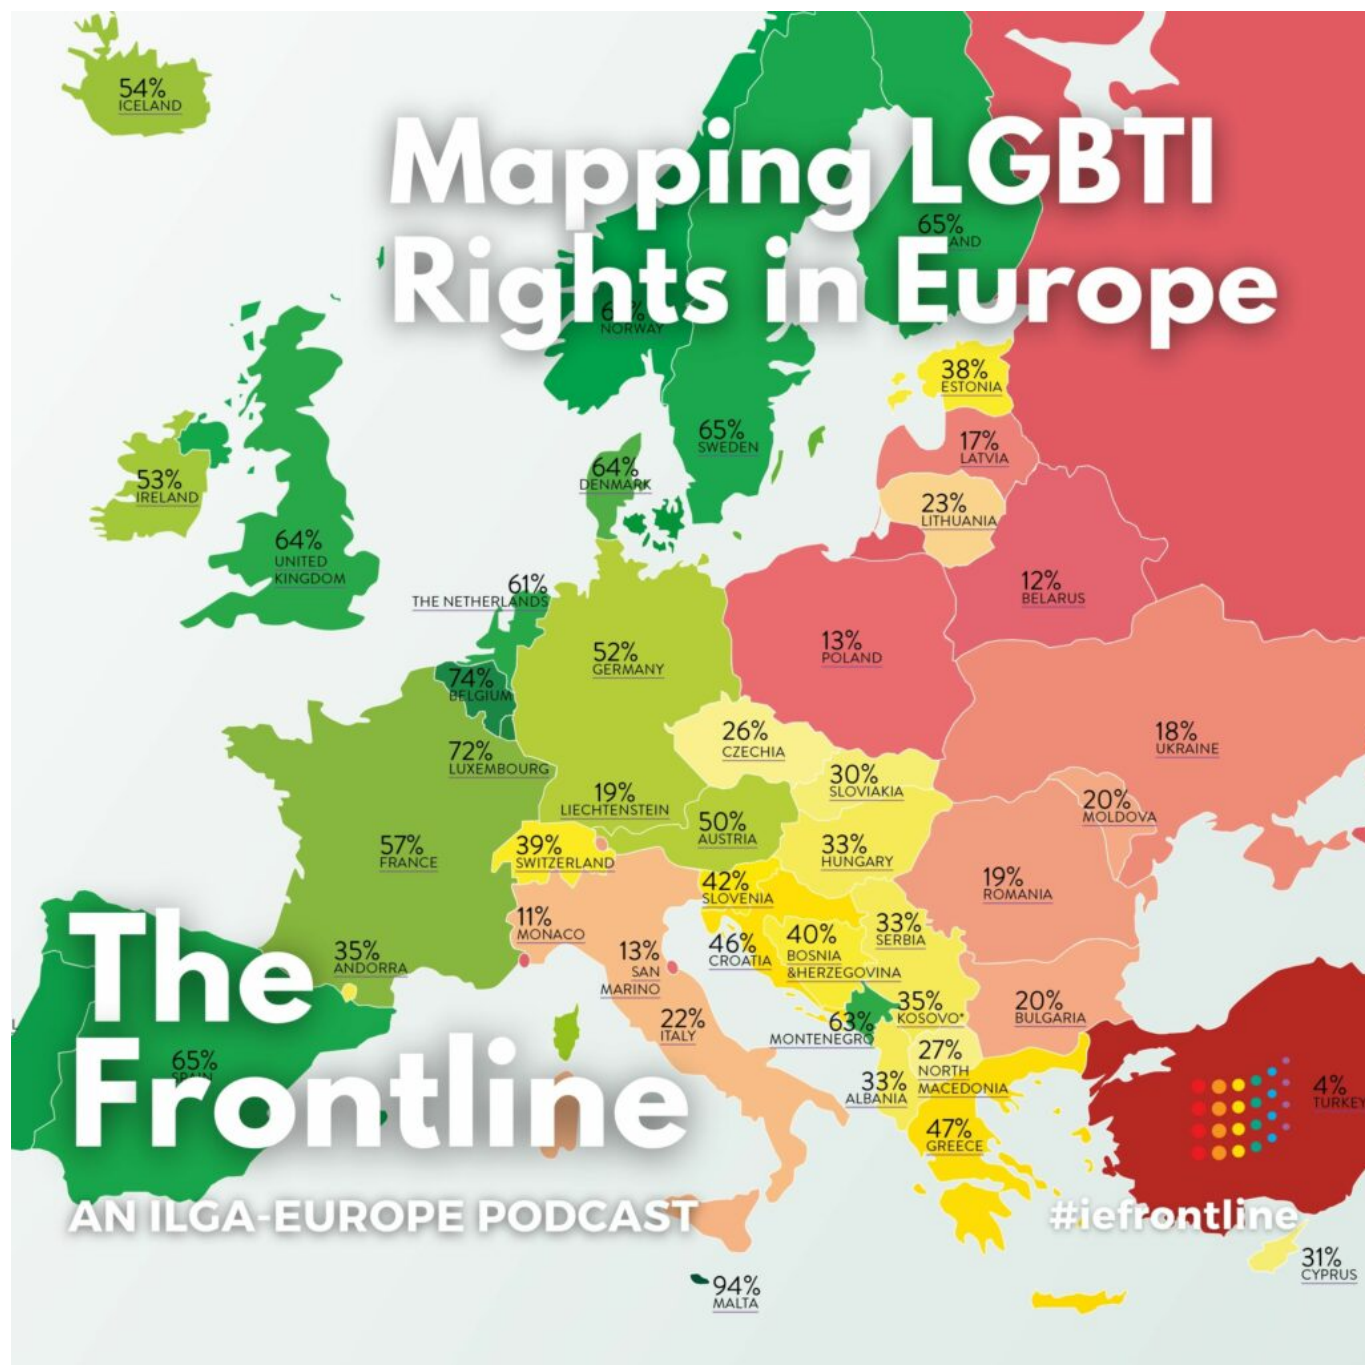 54%
ICELAND
Mapping LGBTI
Rights in Europe
65%
NORWAY
38%
ESTONIA
65%
SWEDEN
17%
LATVIA
64%
DENMARK
53%
IRELAND
23%
LITHUANIA
64%
UNITED
KINGDOM
61%
THE NETHERLANDS
12%
BELARUS
13%
POLAND
52%
GERMANY
74%
BELGIUM
72%
LUXEMBOURG
26%
CZECHIA
18%
UKRAINE
30%
SLOVIAKIA
19%
LIECHTENSTEIN
20%
MOLDOVA
50%
AUSTRIA
57%
FRANCE
39%
SWITZERLAND
33%
HUNGARY
19%
ROMANIA
42%
SLOVENIA
11%
MONACO
33%
SERBIA
46%
CROATIA
40%
BOSNIA
&HERZEGOVINA
The
Frontline
35%
ANDORRA
13%
SAN
MARINO
35%
KOSOVO*
20%
BULGARIA
22%
ITALY
63%
MONTENEGRO
27%
NORTH
MACEDONIA
65%
SPAIN
33%
ALBANIA
4%
TURKEY
47%
GREECE
AN ILGA-EUROPE PODCAST
#iefrontline
31%
CYPRUS
94%
MALTA